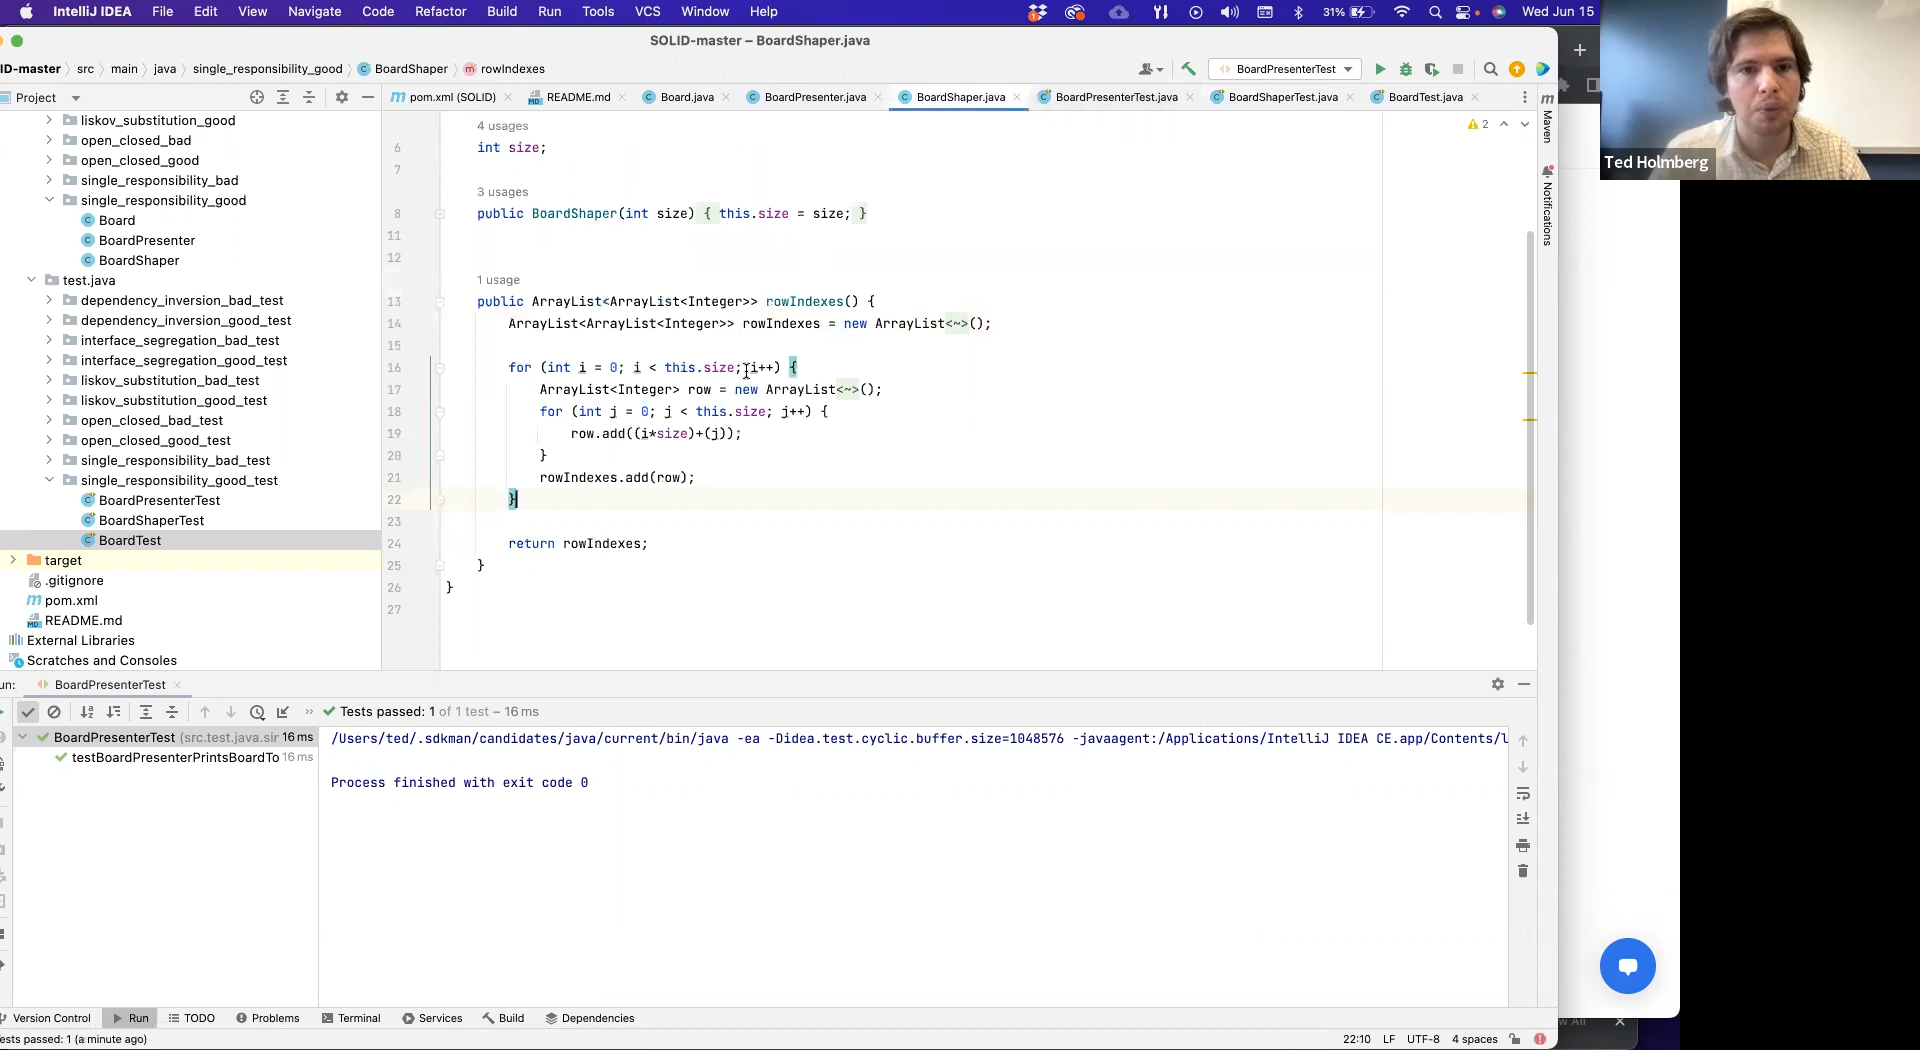 IntelliJ IDEA File Edit View Navigate Code Refactor Build Run Tools VCS Window Help 31% Wed Jun 15
SOLID-master – BoardShaper.java
ID-master src main java single_responsibility_good BoardShaper rowIndexes BoardPresenterTest
Project
pom.xml (SOLID) README.md Board.java BoardPresenter.java BoardShaper.java BoardPresenterTest.java BoardShaperTest.java BoardTest.java
liskov_substitution_good
open_closed_bad
open_closed_good
single_responsibility_bad
single_responsibility_good
Board
BoardPresenter
BoardShaper
test.java
dependency_inversion_bad_test
dependency_inversion_good_test
interface_segregation_bad_test
interface_segregation_good_test
liskov_substitution_bad_test
liskov_substitution_good_test
open_closed_bad_test
open_closed_good_test
single_responsibility_bad_test
single_responsibility_good_test
BoardPresenterTest
BoardShaperTest
BoardTest
target
.gitignore
pom.xml
README.md
External Libraries
Scratches and Consoles
4 usages
6 int size;
7
3 usages
8 public BoardShaper(int size) { this.size = size; }
11
12
1 usage
13 public ArrayList<ArrayList<Integer>> rowIndexes() {
14 ArrayList<ArrayList<Integer>> rowIndexes = new ArrayList<~>();
15
16 for (int i = 0; i < this.size; i++) {
17 ArrayList<Integer> row = new ArrayList<~>();
18 for (int j = 0; j < this.size; j++) {
19 row.add((i*size)+(j));
20 }
21 rowIndexes.add(row);
22 }
23
24 return rowIndexes;
25 }
26 }
27
2
Maven
Notifications
Ted Holmberg
un: BoardPresenterTest
Tests passed: 1 of 1 test – 16 ms
BoardPresenterTest (src.test.java.sin 16 ms
testBoardPresenterPrintsBoardTo 16 ms
/Users/ted/.sdkman/candidates/java/current/bin/java -ea -Didea.test.cyclic.buffer.size=1048576 -javaagent:/Applications/IntelliJ IDEA CE.app/Contents/l
Process finished with exit code 0
Version Control Run TODO Problems Terminal Services Build Dependencies
ests passed: 1 (a minute ago) 22:10 LF UTF-8 4 spaces
w All